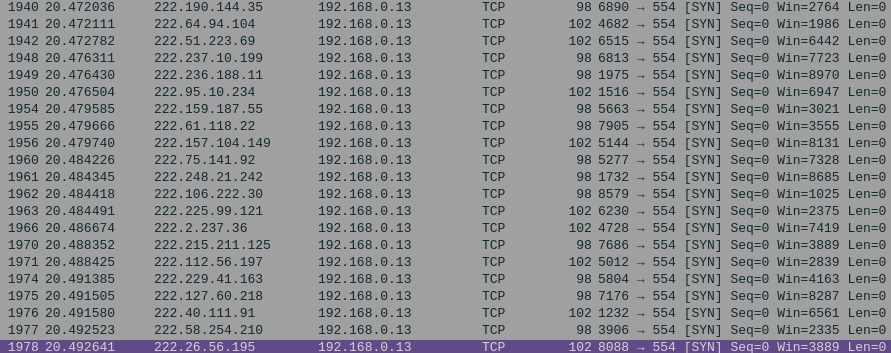 1940 20.472036 222.190.144.35 192.168.0.13 TCP 98 6890 → 554 [SYN] Seq=0 Win=2764 Len=0
1941 20.472111 222.64.94.104 192.168.0.13 TCP 102 4682 → 554 [SYN] Seq=0 Win=1986 Len=0
1942 20.472782 222.51.223.69 192.168.0.13 TCP 102 6515 → 554 [SYN] Seq=0 Win=6442 Len=0
1948 20.476311 222.237.10.199 192.168.0.13 TCP 98 6813 → 554 [SYN] Seq=0 Win=7723 Len=0
1949 20.476430 222.236.188.11 192.168.0.13 TCP 98 1975 → 554 [SYN] Seq=0 Win=8970 Len=0
1950 20.476504 222.95.10.234 192.168.0.13 TCP 102 1516 → 554 [SYN] Seq=0 Win=6947 Len=0
1954 20.479585 222.159.187.55 192.168.0.13 TCP 98 5663 → 554 [SYN] Seq=0 Win=3021 Len=0
1955 20.479666 222.61.118.22 192.168.0.13 TCP 98 7905 → 554 [SYN] Seq=0 Win=3555 Len=0
1956 20.479740 222.157.104.149 192.168.0.13 TCP 102 5144 → 554 [SYN] Seq=0 Win=8131 Len=0
1960 20.484226 222.75.141.92 192.168.0.13 TCP 98 5277 → 554 [SYN] Seq=0 Win=7328 Len=0
1961 20.484345 222.248.21.242 192.168.0.13 TCP 98 1732 → 554 [SYN] Seq=0 Win=8685 Len=0
1962 20.484418 222.106.222.30 192.168.0.13 TCP 98 8579 → 554 [SYN] Seq=0 Win=1025 Len=0
1963 20.484491 222.225.99.121 192.168.0.13 TCP 102 6230 → 554 [SYN] Seq=0 Win=2375 Len=0
1966 20.486674 222.2.237.36 192.168.0.13 TCP 102 4728 → 554 [SYN] Seq=0 Win=7419 Len=0
1970 20.488352 222.215.211.125 192.168.0.13 TCP 98 7686 → 554 [SYN] Seq=0 Win=3889 Len=0
1971 20.488425 222.112.56.197 192.168.0.13 TCP 102 5012 → 554 [SYN] Seq=0 Win=2839 Len=0
1974 20.491385 222.229.41.163 192.168.0.13 TCP 98 5804 → 554 [SYN] Seq=0 Win=4163 Len=0
1975 20.491505 222.127.60.218 192.168.0.13 TCP 98 7176 → 554 [SYN] Seq=0 Win=8287 Len=0
1976 20.491580 222.40.111.91 192.168.0.13 TCP 102 1232 → 554 [SYN] Seq=0 Win=6561 Len=0
1977 20.492523 222.58.254.210 192.168.0.13 TCP 98 3906 → 554 [SYN] Seq=0 Win=2335 Len=0
1978 20.492641 222.26.56.195 192.168.0.13 TCP 102 8088 → 554 [SYN] Seq=0 Win=3889 Len=0